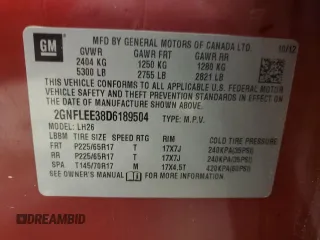 GM
MFD BY GENERAL MOTORS OF CANADA LTD. 10/12
GVWR GAWR FRT GAWR RR
2404 KG 1250 KG 1280 KG
5300 LB 2755 LB 2821 LB
THIS VEHICLE CONFORMS TO ALL APPLICABLE U.S. FEDERAL
MOTOR VEHICLE SAFETY AND THEFT PREVENTION
STANDARDS IN EFFECT ON THE DATE OF MANUFACTURE
SHOWN ABOVE.
2GNFLEE38D6189504 TYPE: M.P.V.
MODEL: LH26
TIRE SIZE SPEED RTG RIM COLD TIRE PRESSURE
FRT P225/65R17 T 17X7J 240KPA(35PSI)
RR P225/65R17 T 17X7J 240KPA(35PSI)
SPA T145/70R17 M 17X4.5T 420KPA(60PSI)
SEE OWNER'S MANUAL FOR ADDITIONAL INFORMATION
CARGREAMBID